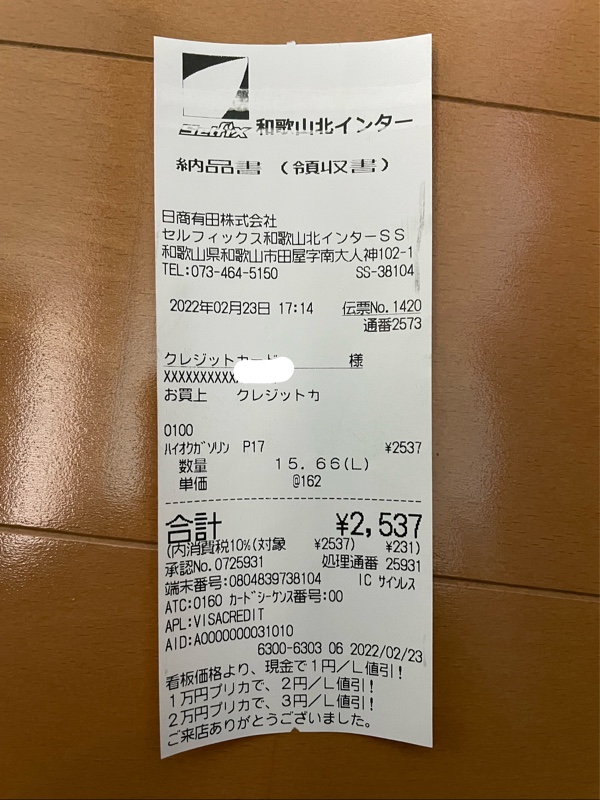 Selfix 和歌山北インター
納品書 (領収書)
日商有田株式会社
セルフィックス和歌山北インターSS
和歌山県和歌山市田屋字南大人神102-1
TEL:073-464-5150 SS-38104
2022年02月23日 17:14 伝票No.1420
通番2573
クレジットカード 様
XXXXXXXXXX
お買上 クレジットカ
0100
ハイオクガソリン P17 ¥2537
数量 15.66(L)
単価 @162
合計 ¥2,537
(内消費税10%(対象 ¥2537) ¥231)
承認No.0725931 処理通番 25931
端末番号:0804839738104 IC サインレス
ATC:0160 カードシーケンス番号:00
APL:VISACREDIT
AID:A0000000031010
6300-6303 06 2022/02/23
看板価格より、現金で1円/L値引!
1万円プリカで、2円/L値引!
2万円プリカで、3円/L値引!
ご来店ありがとうございました。